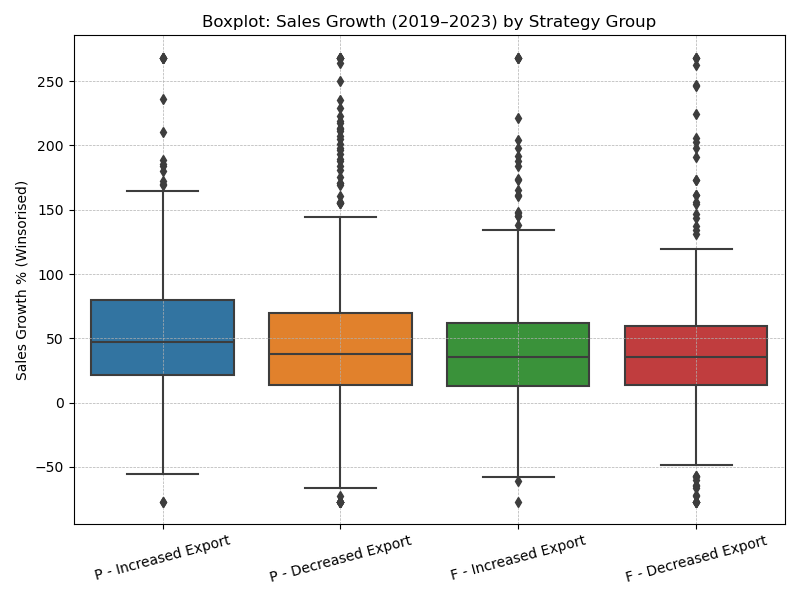 Boxplot: Sales Growth (2019–2023) by Strategy Group
Sales Growth % (Winsorised)
250
200
150
100
50
0
−50
P - Increased Export
P - Decreased Export
F - Increased Export
F - Decreased Export